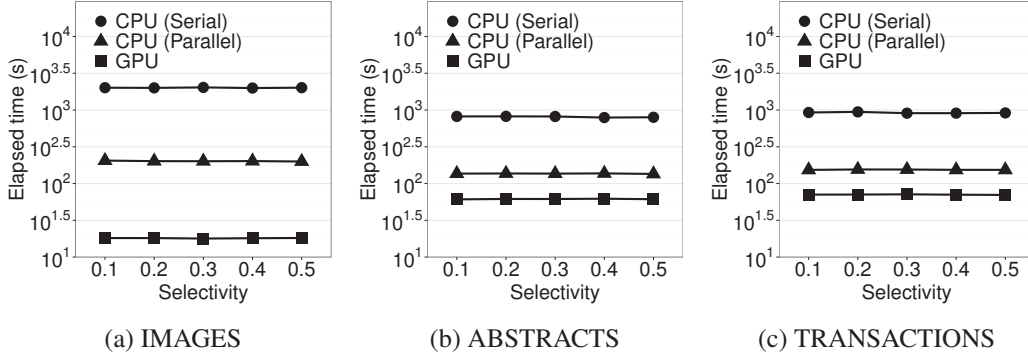 CPU (Serial)
CPU (Parallel)
GPU
Elapsed time (s)
10^4
10^3.5
10^3
10^2.5
10^2
10^1.5
10^1
0.1 0.2 0.3 0.4 0.5
Selectivity
(a) IMAGES
CPU (Serial)
CPU (Parallel)
GPU
Elapsed time (s)
10^4
10^3.5
10^3
10^2.5
10^2
10^1.5
10^1
0.1 0.2 0.3 0.4 0.5
Selectivity
(b) ABSTRACTS
CPU (Serial)
CPU (Parallel)
GPU
Elapsed time (s)
10^4
10^3.5
10^3
10^2.5
10^2
10^1.5
10^1
0.1 0.2 0.3 0.4 0.5
Selectivity
(c) TRANSACTIONS